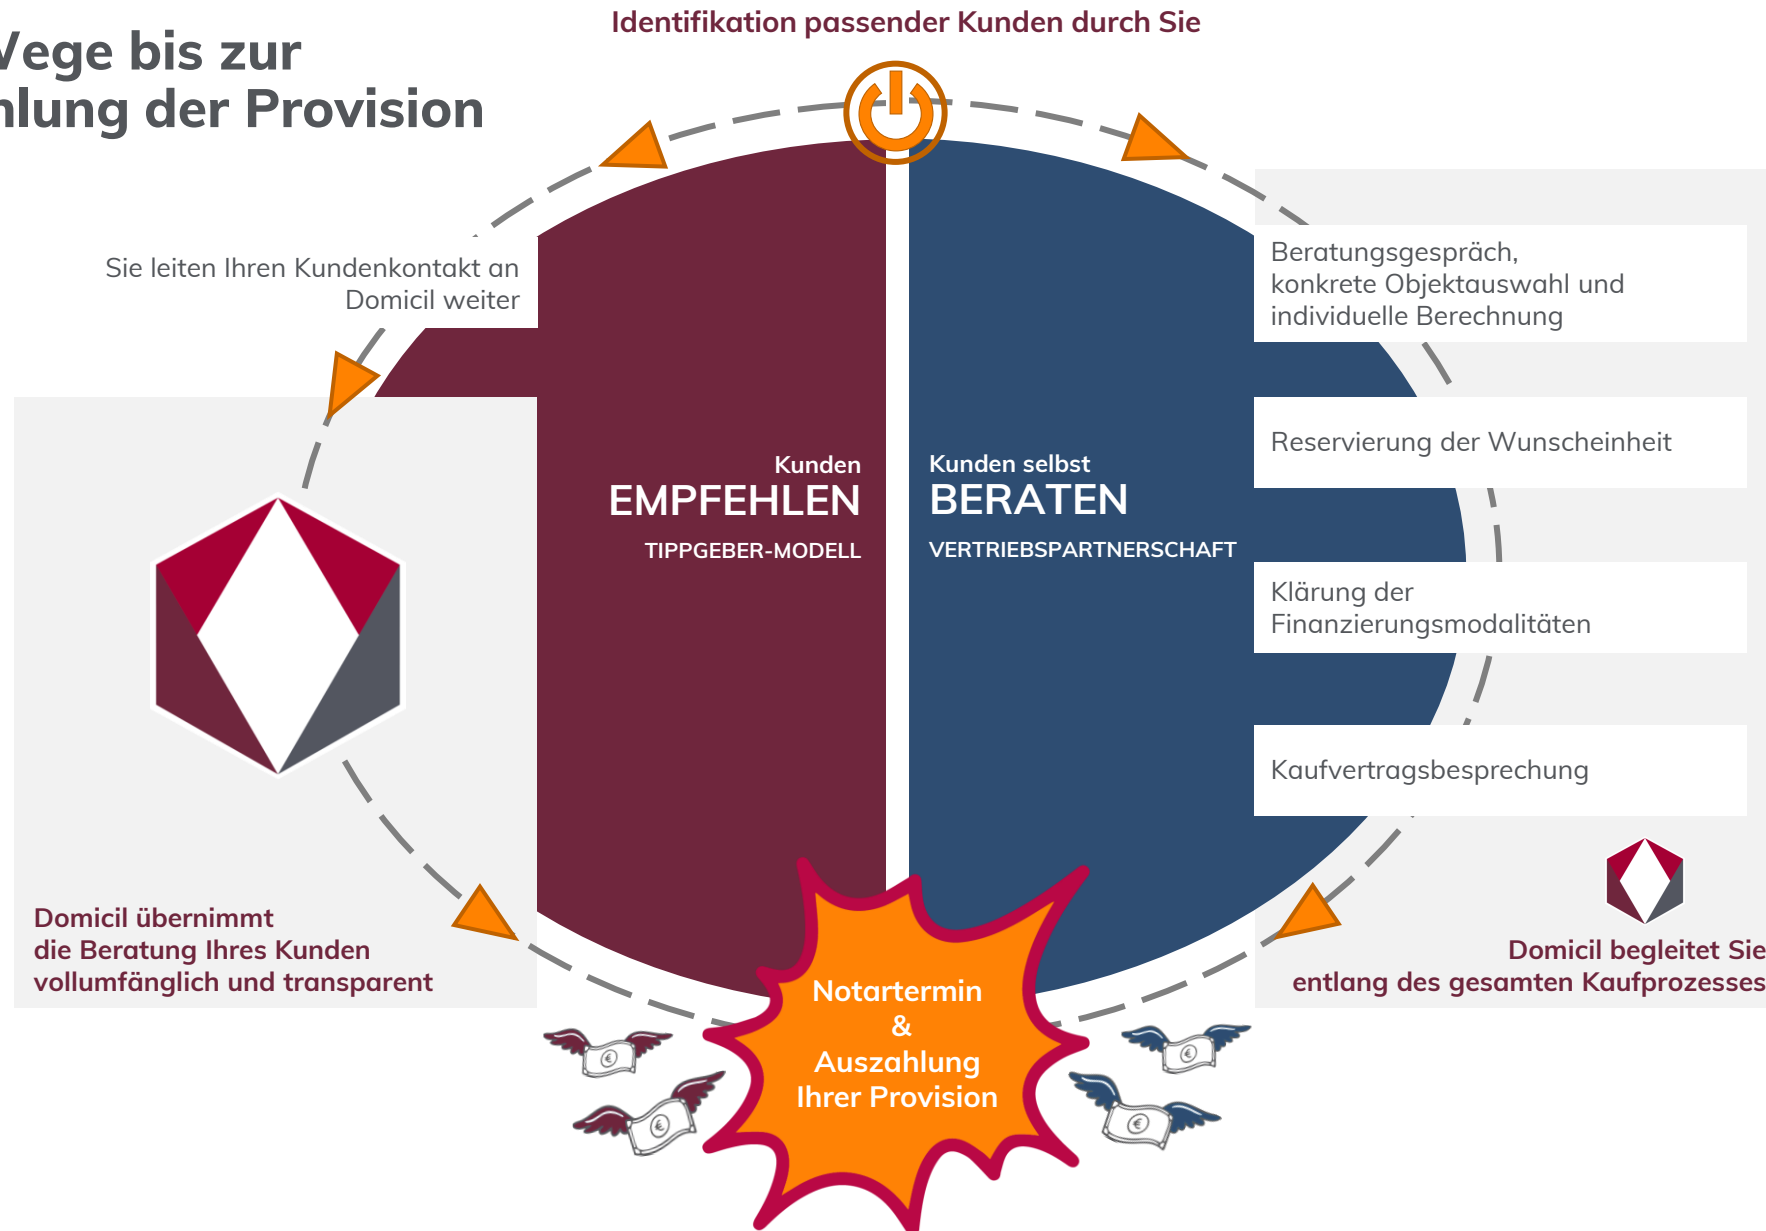 Identifikation passender Kunden durch Sie
Wege bis zur
hlung der Provision
Sie leiten Ihren Kundenkontakt an
Domicil weiter
Kunden
EMPFEHLEN
TIPPGEBER-MODELL
Domicil übernimmt
die Beratung Ihres Kunden
vollumfänglich und transparent
Kunden selbst
BERATEN
VERTRIEBSPARTNERSCHAFT
Beratungsgespräch,
konkrete Objektauswahl und
individuelle Berechnung
Reservierung der Wunscheinheit
Klärung der
Finanzierungsmodalitäten
Kaufvertragsbesprechung
Domicil begleitet Sie
entlang des gesamten Kaufprozesses
Notartermin
&
Auszahlung
Ihrer Provision
€
€
€
€